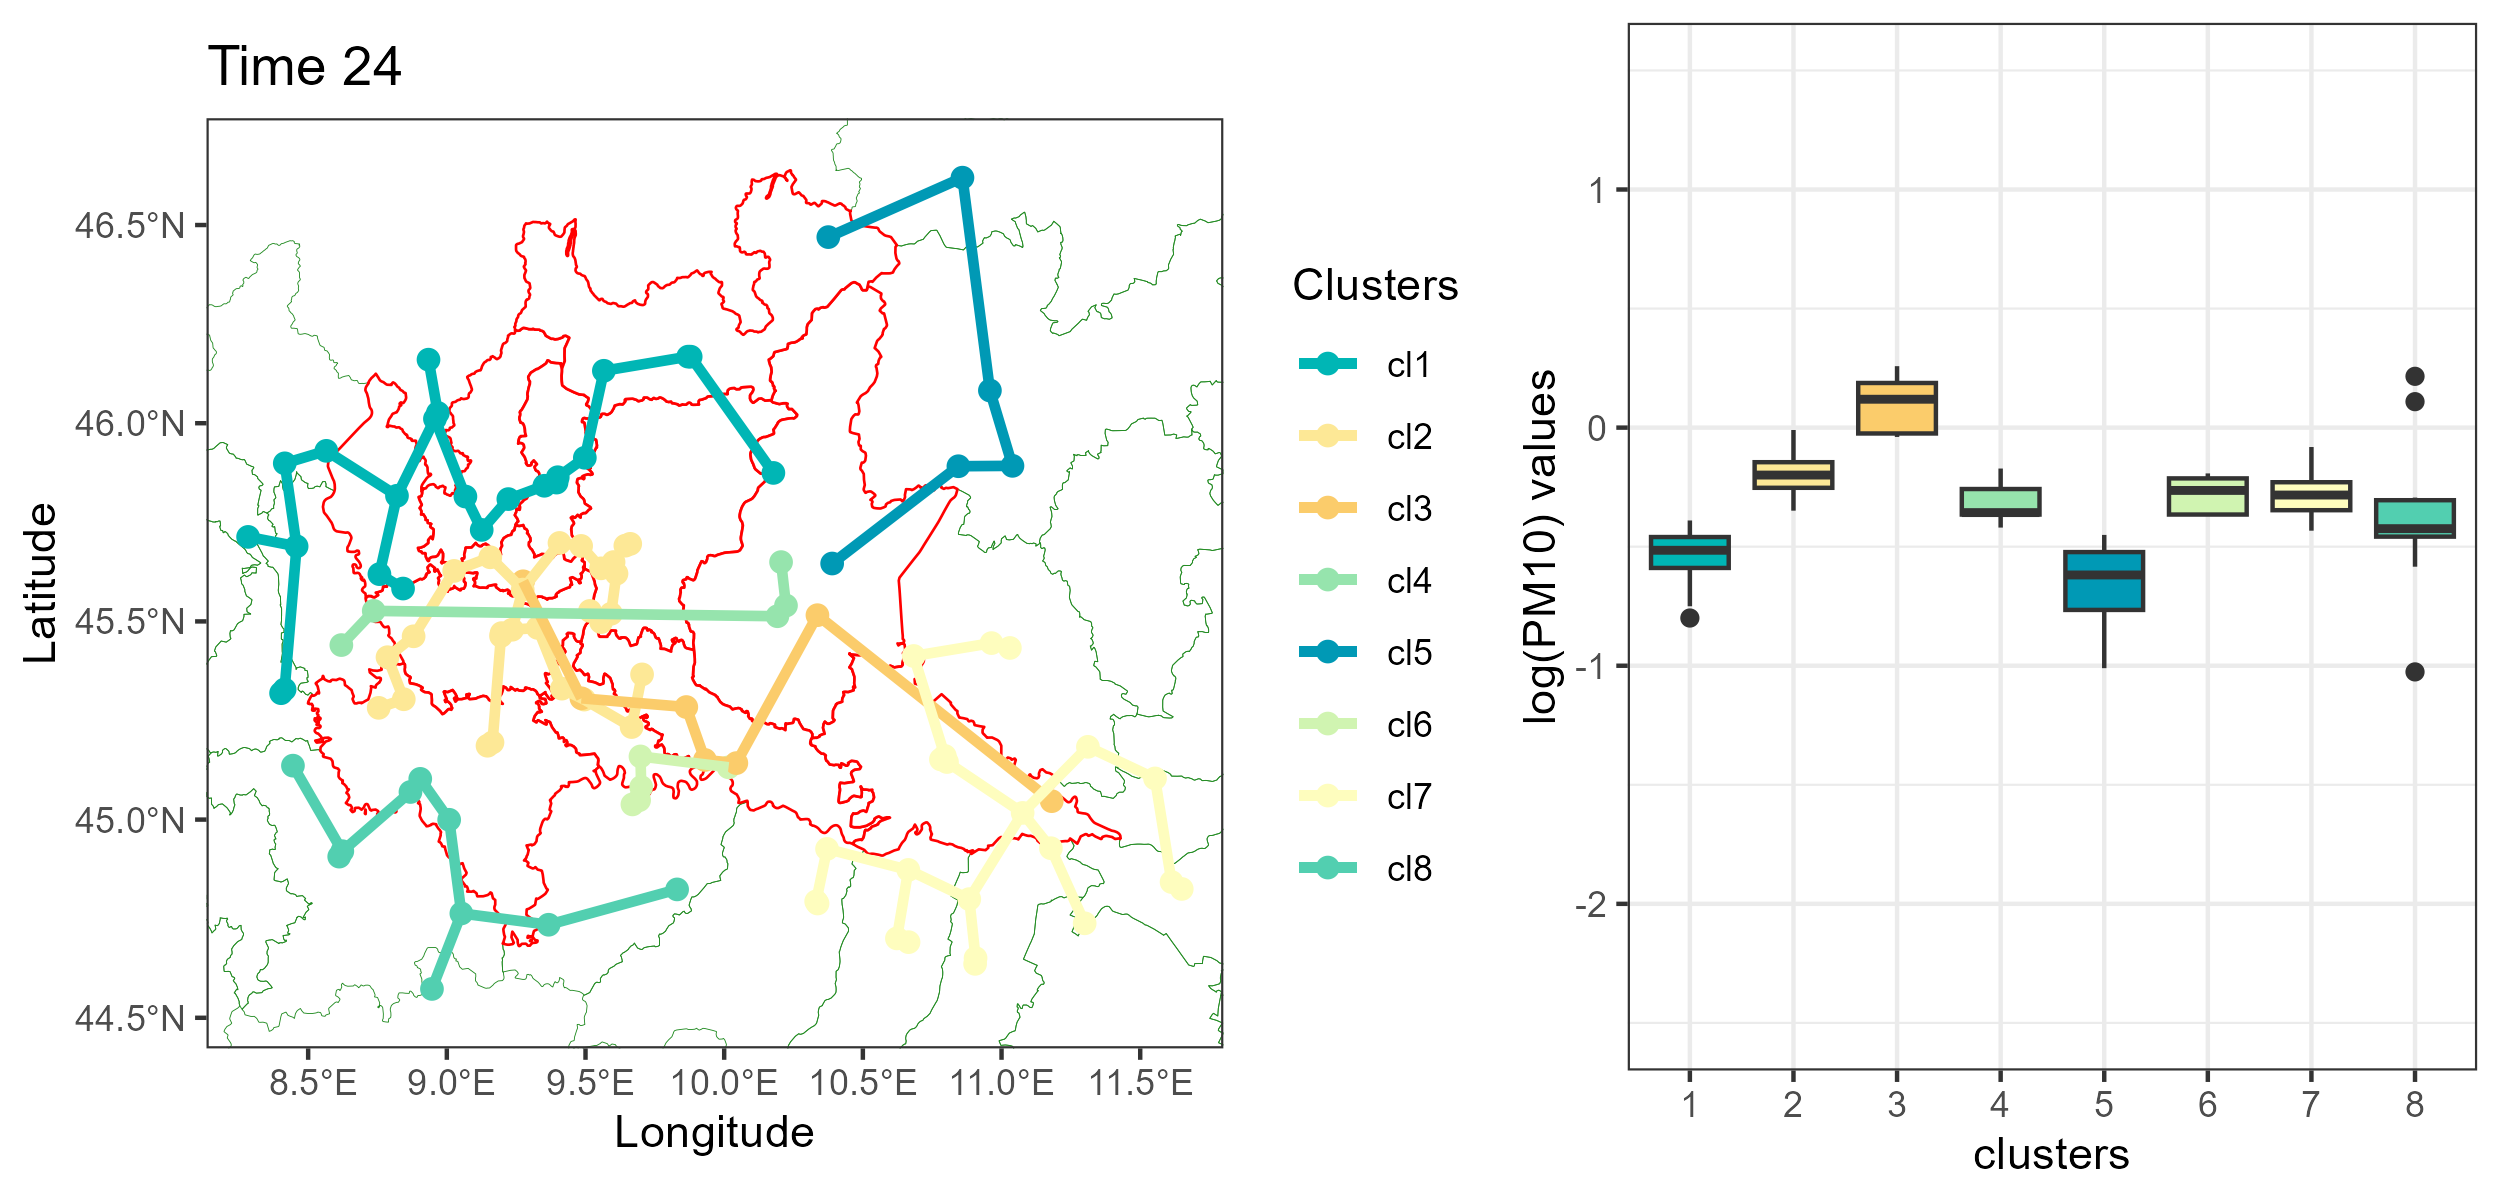 Time 24
46.5°N
46.0°N
45.5°N
45.0°N
44.5°N
Latitude
8.5°E 9.0°E 9.5°E 10.0°E 10.5°E 11.0°E 11.5°E
Longitude
Clusters
cl1
cl2
cl3
cl4
cl5
cl6
cl7
cl8
1
0
-1
-2
log(PM10) values
1 2 3 4 5 6 7 8
clusters